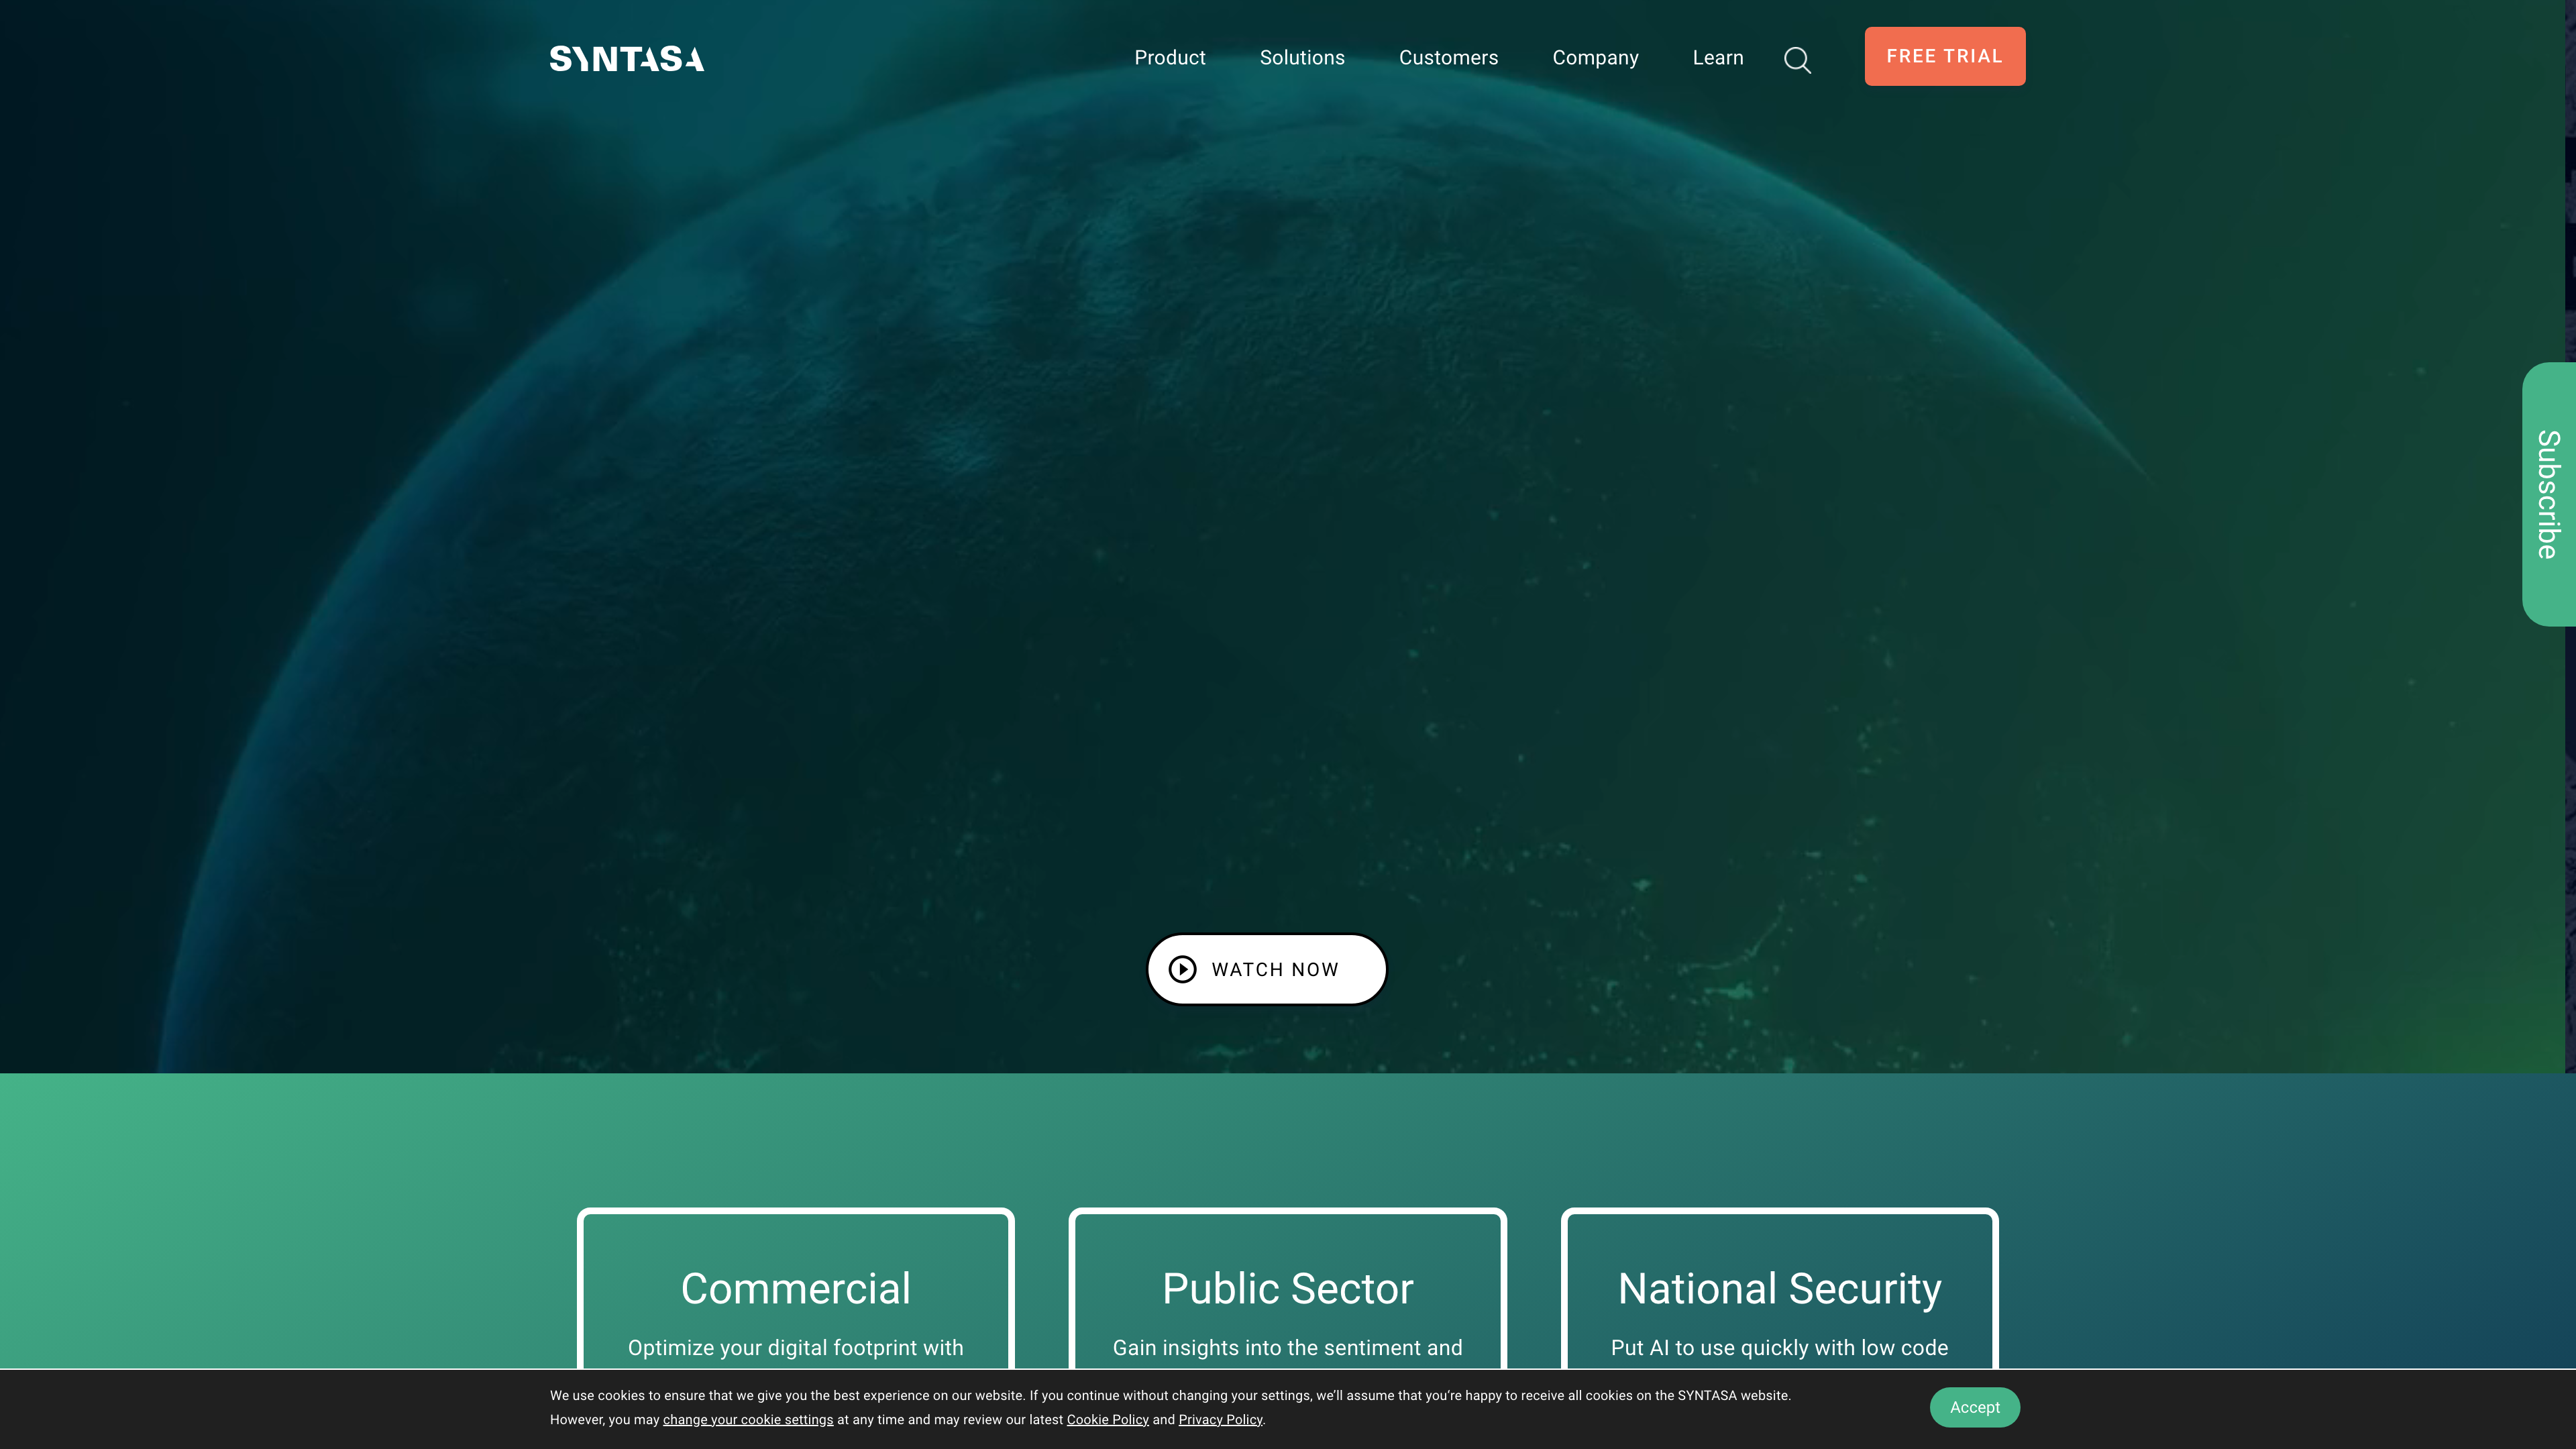 SYNTASA
Product
Solutions
Customers
Company
Learn
FREE TRIAL
Subscribe
WATCH NOW
Commercial
Optimize your digital footprint with
Public Sector
Gain insights into the sentiment and
National Security
Put AI to use quickly with low code
We use cookies to ensure that we give you the best experience on our website. If you continue without changing your settings, we'll assume that you're happy to receive all cookies on the SYNTASA website.
However, you may change your cookie settings at any time and may review our latest Cookie Policy and Privacy Policy.
Accept